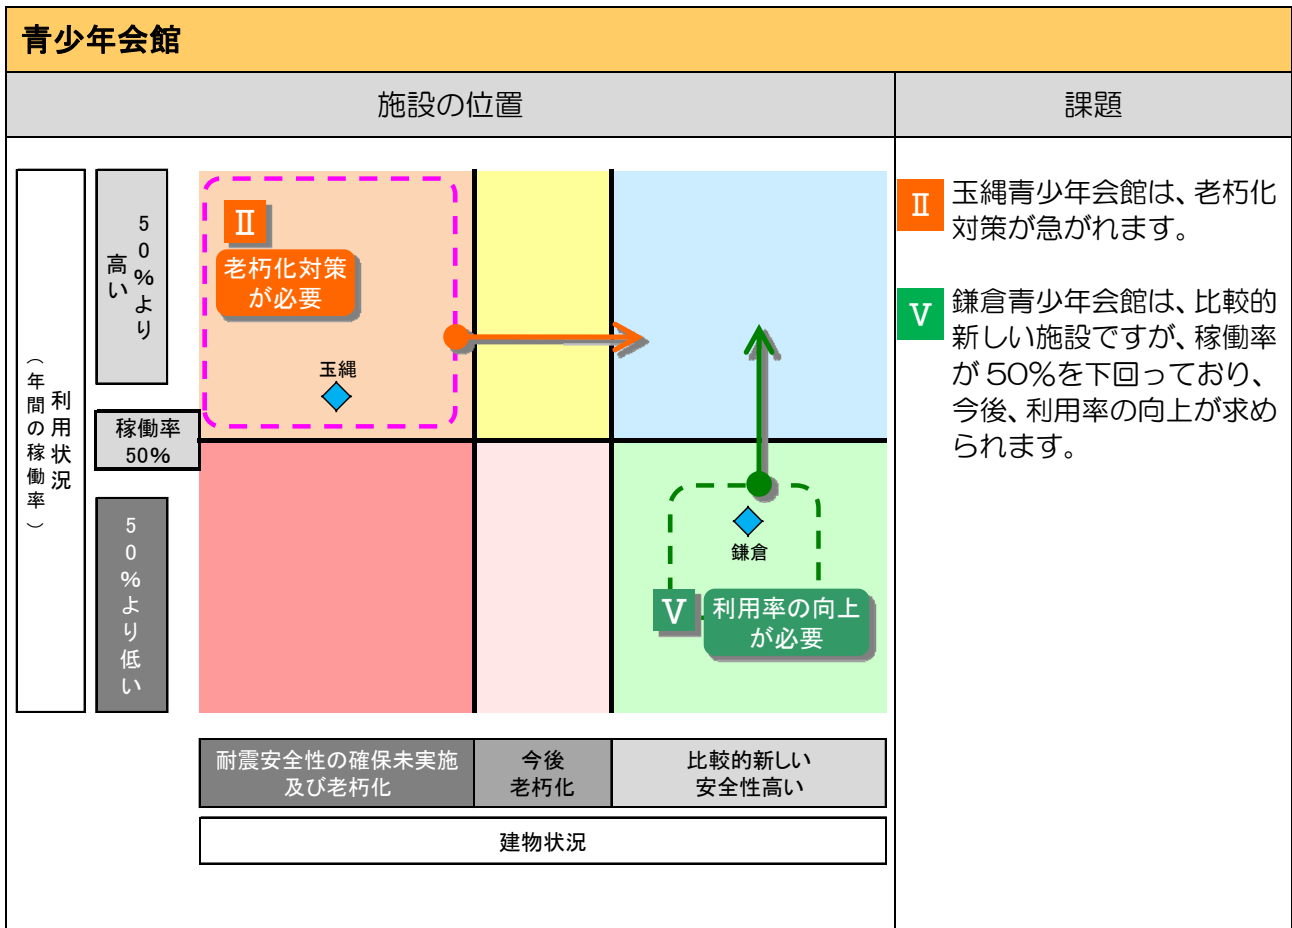 青少年会館
施設の位置
課題
利用状況
（年間の稼働率）
50%より
高い
稼働率
50%
50%より低い
Ⅱ
老朽化対策
が必要
玉縄
鎌倉
Ⅴ
利用率の向上
が必要
耐震安全性の確保未実施
及び老朽化
今後
老朽化
比較的新しい
安全性高い
建物状況
Ⅱ 玉縄青少年会館は、老朽化
対策が急がれます。
Ⅴ 鎌倉青少年会館は、比較的
新しい施設ですが、稼働率
が50%を下回っており、
今後、利用率の向上が求め
られます。